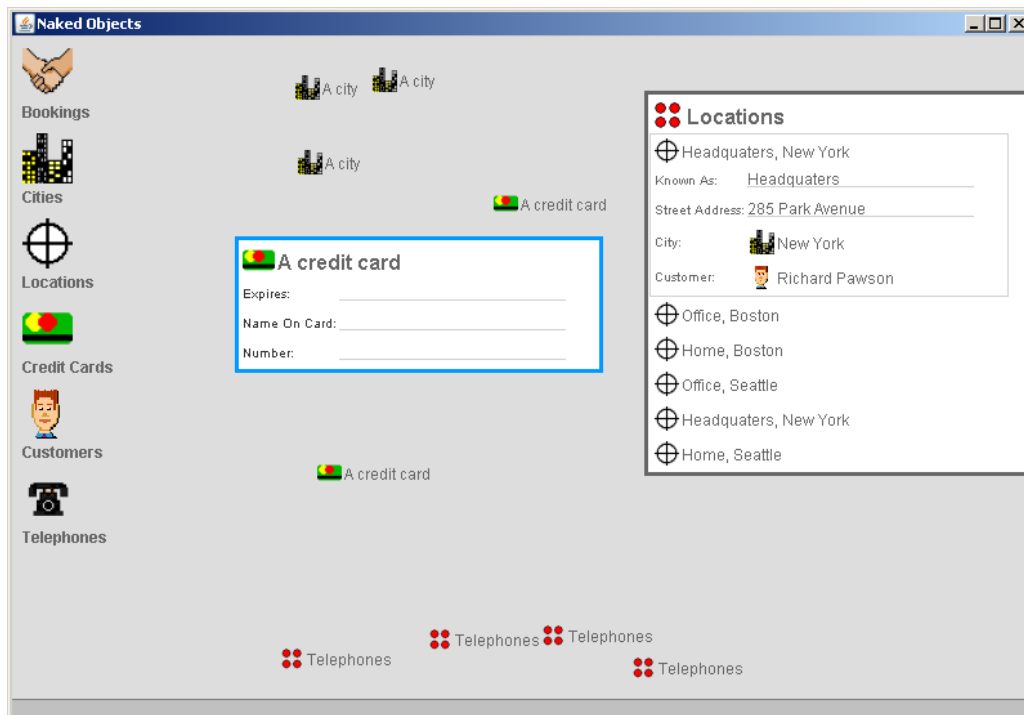 Naked Objects
Bookings
Cities
Locations
Credit Cards
Customers
Telephones
A city
A city
A city
A credit card
A credit card
Expires:
Name On Card:
Number:
A credit card
Telephones
Telephones
Telephones
Telephones
Locations
Headquaters, New York
Known As: Headquaters
Street Address: 285 Park Avenue
City: New York
Customer: Richard Pawson
Office, Boston
Home, Boston
Office, Seattle
Headquaters, New York
Home, Seattle